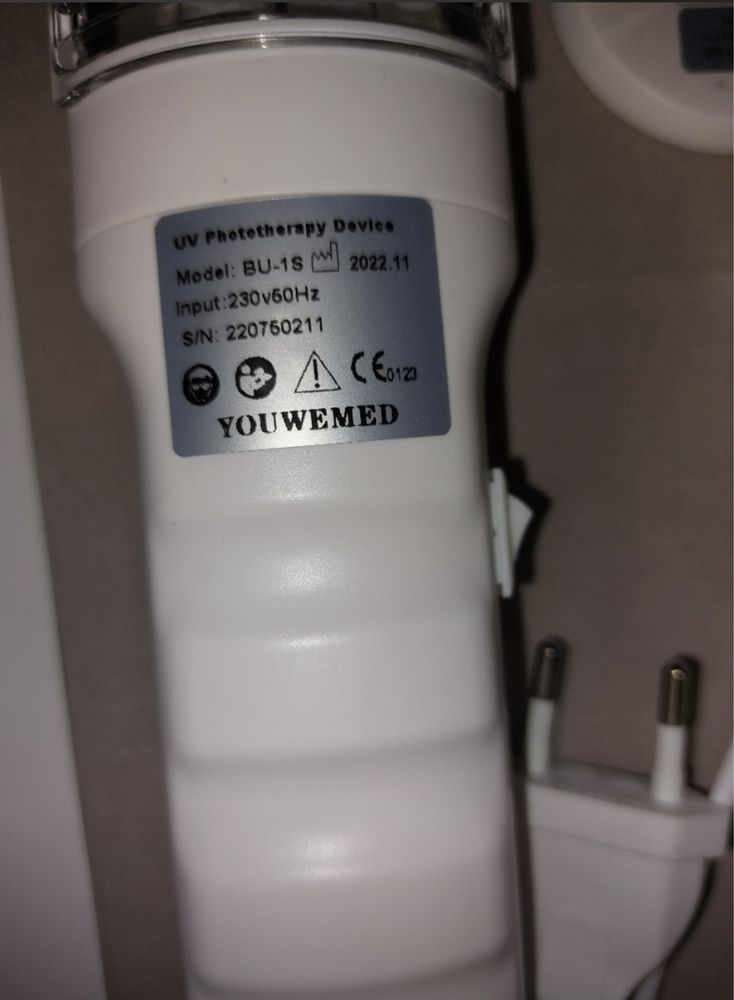 UV Phototherapy Device
Model: BU-1S 2022.11
Input:230v50Hz
S/N: 220750211
CE0123
YOUWEMED